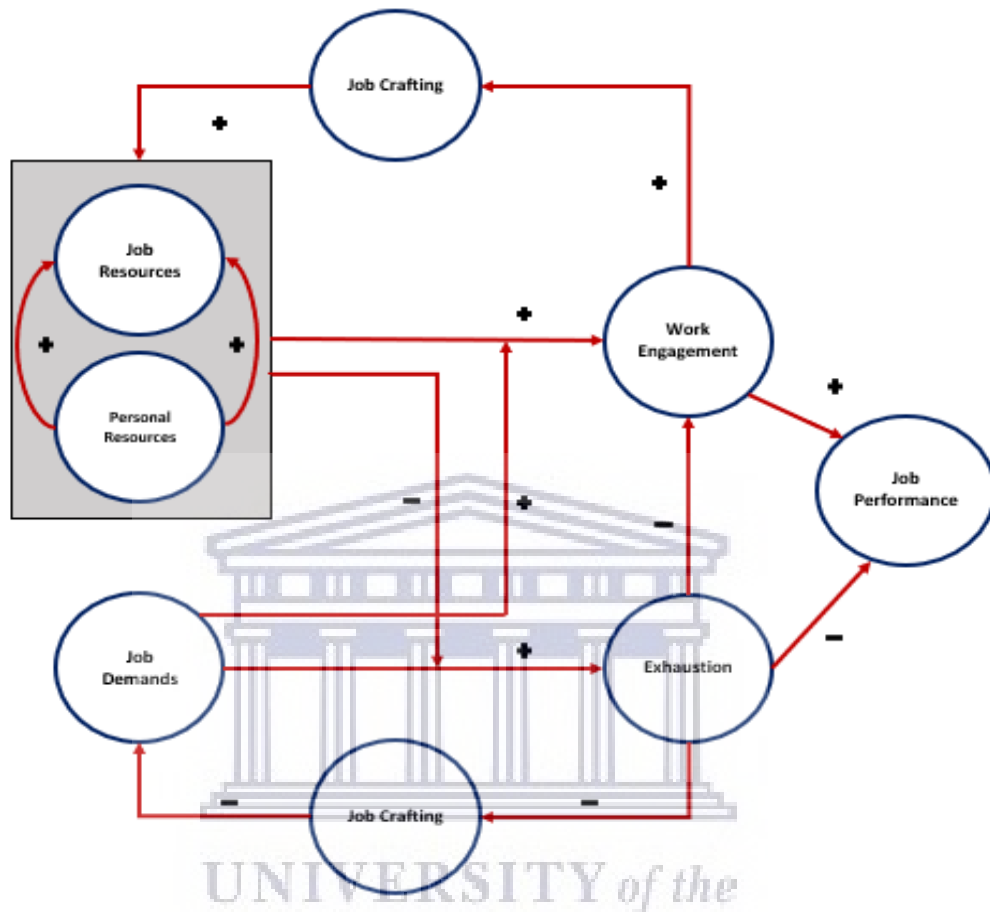 Job Crafting
+
+
Job
Resources
+
+
+
Work
Engagement
+
Personal
Resources
Job
Performance
−
+
−
+
−
Job
Demands
Exhaustion
−
−
Job Crafting
UNIVERSITY of the